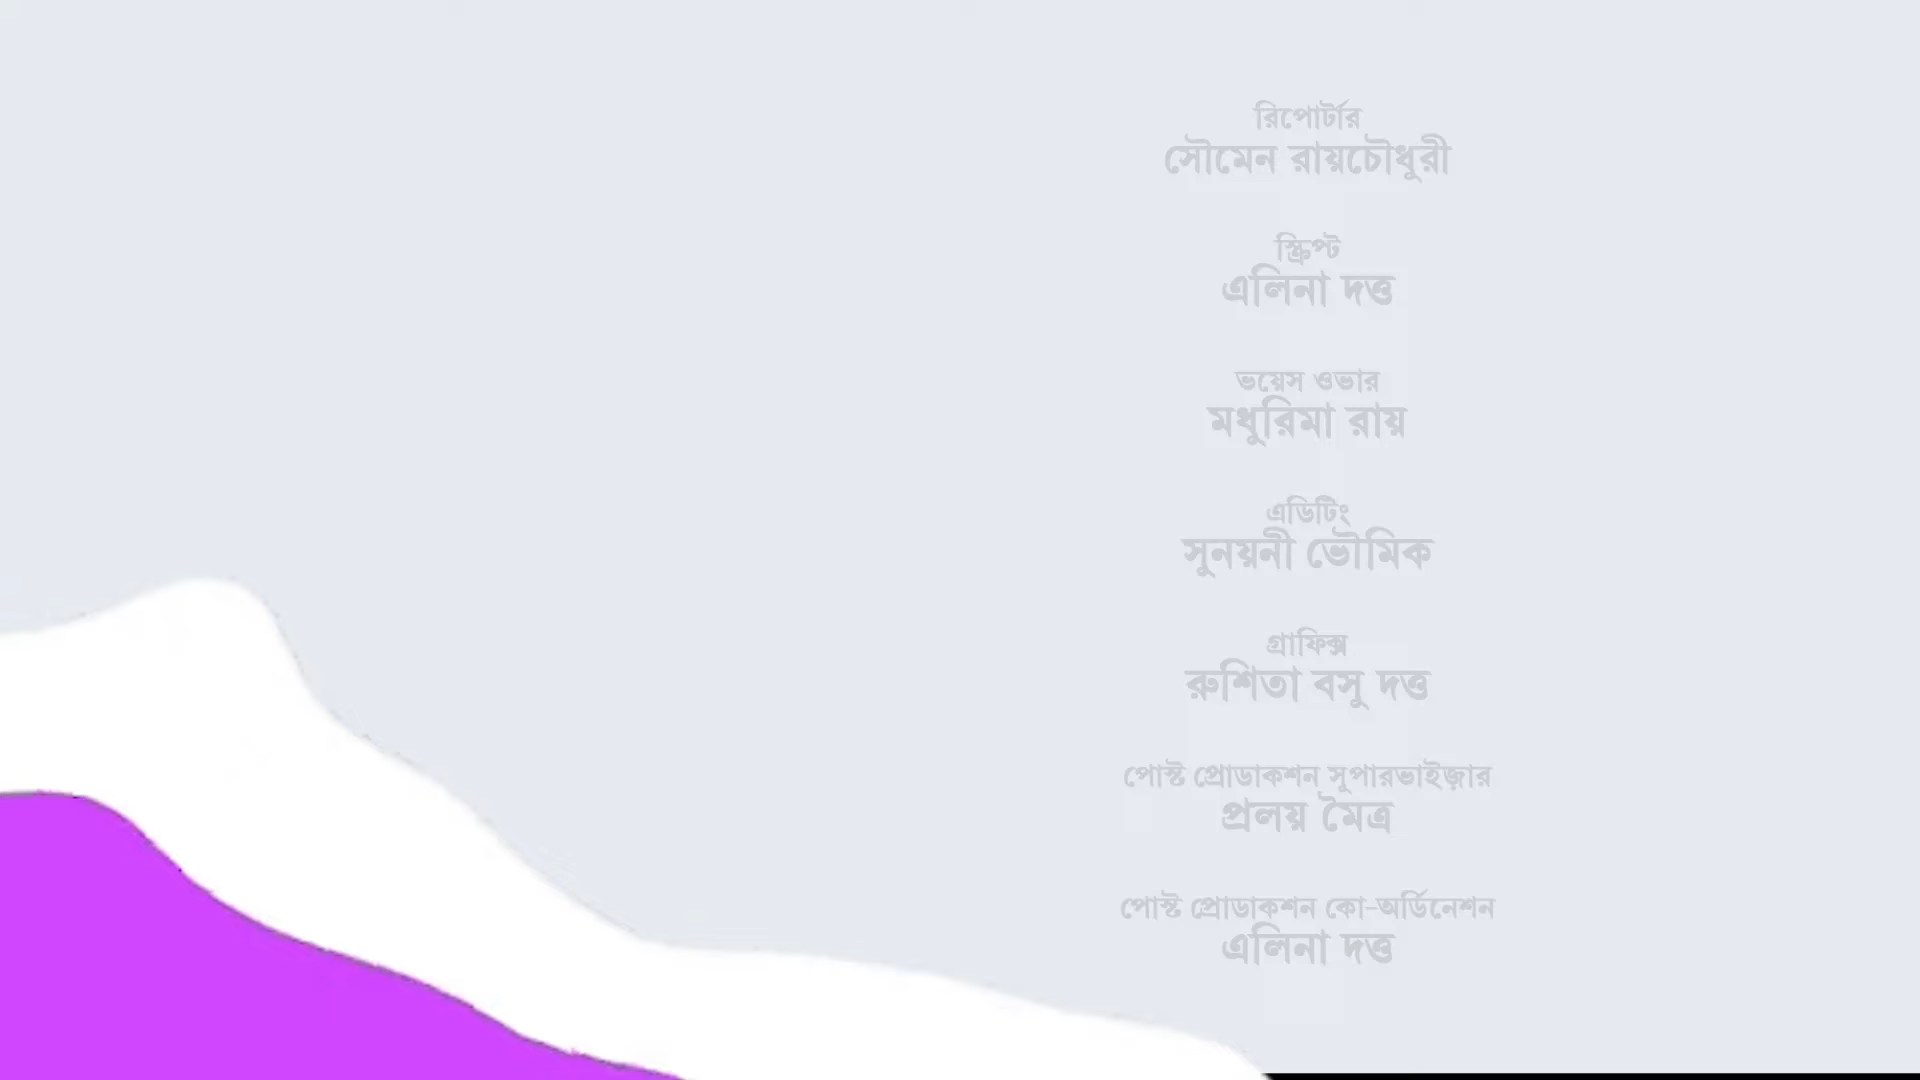 রিপোর্টার
সৌমেন রায়চৌধুরী
স্ক্রিপ্ট
এলিনা দত্ত
ভয়েস ওভার
মধুরিমা রায়
এডিটিং
সুনয়নী ভৌমিক
গ্রাফিক্স
রুশিতা বসু দত্ত
পোস্ট প্রোডাকশন সুপারভাইজ়ার
প্রলয় মৈত্র
পোস্ট প্রোডাকশন কো-অর্ডিনেশন
এলিনা দত্ত